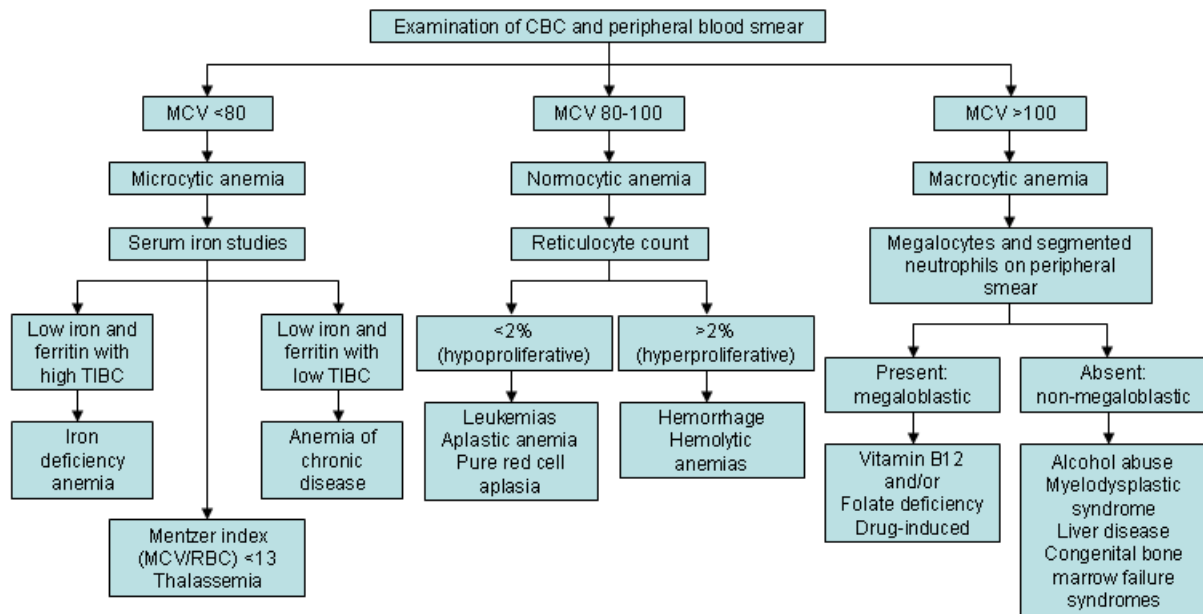 Examination of CBC and peripheral blood smear
MCV <80
MCV 80-100
MCV >100
Microcytic anemia
Normocytic anemia
Macrocytic anemia
Serum iron studies
Reticulocyte count
Megalocytes and segmented
neutrophils on peripheral
smear
Low iron and
ferritin with
high TIBC
Low iron and
ferritin with
low TIBC
<2%
(hypoproliferative)
>2%
(hyperproliferative)
Present:
megaloblastic
Absent:
non-megaloblastic
Iron
deficiency
anemia
Anemia of
chronic
disease
Leukemias
Aplastic anemia
Pure red cell
aplasia
Hemorrhage
Hemolytic
anemias
Vitamin B12
and/or
Folate deficiency
Drug-induced
Alcohol abuse
Myelodysplastic
syndrome
Liver disease
Congenital bone
marrow failure
syndromes
Mentzer index
(MCV/RBC) <13
Thalassemia